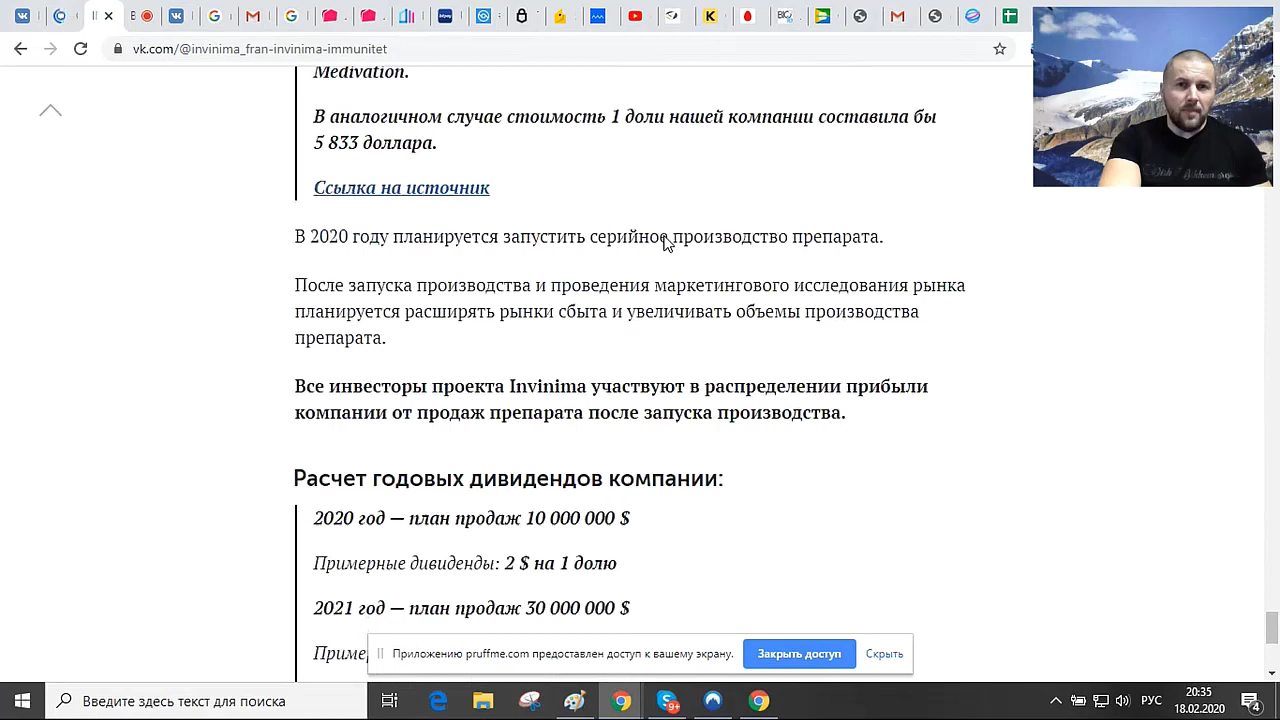 vk.com/@invinima_fran-invinima-immunitet
Medivation.
В аналогичном случае стоимость 1 доли нашей компании составила бы
5 833 доллара.
Ссылка на источник
В 2020 году планируется запустить серийное производство препарата.
После запуска производства и проведения маркетингового исследования рынка
планируется расширять рынки сбыта и увеличивать объемы производства
препарата.
Все инвесторы проекта Invinima участвуют в распределении прибыли
компании от продаж препарата после запуска производства.
Расчет годовых дивидендов компании:
2020 год — план продаж 10 000 000 $
Примерные дивиденды: 2 $ на 1 долю
2021 год — план продаж 30 000 000 $
Приложению pruffme.com предоставлен доступ к вашему экрану.
Закрыть доступ
Скрыть
Введите здесь текст для поиска
9+
РУС
20:35
18.02.2020
4